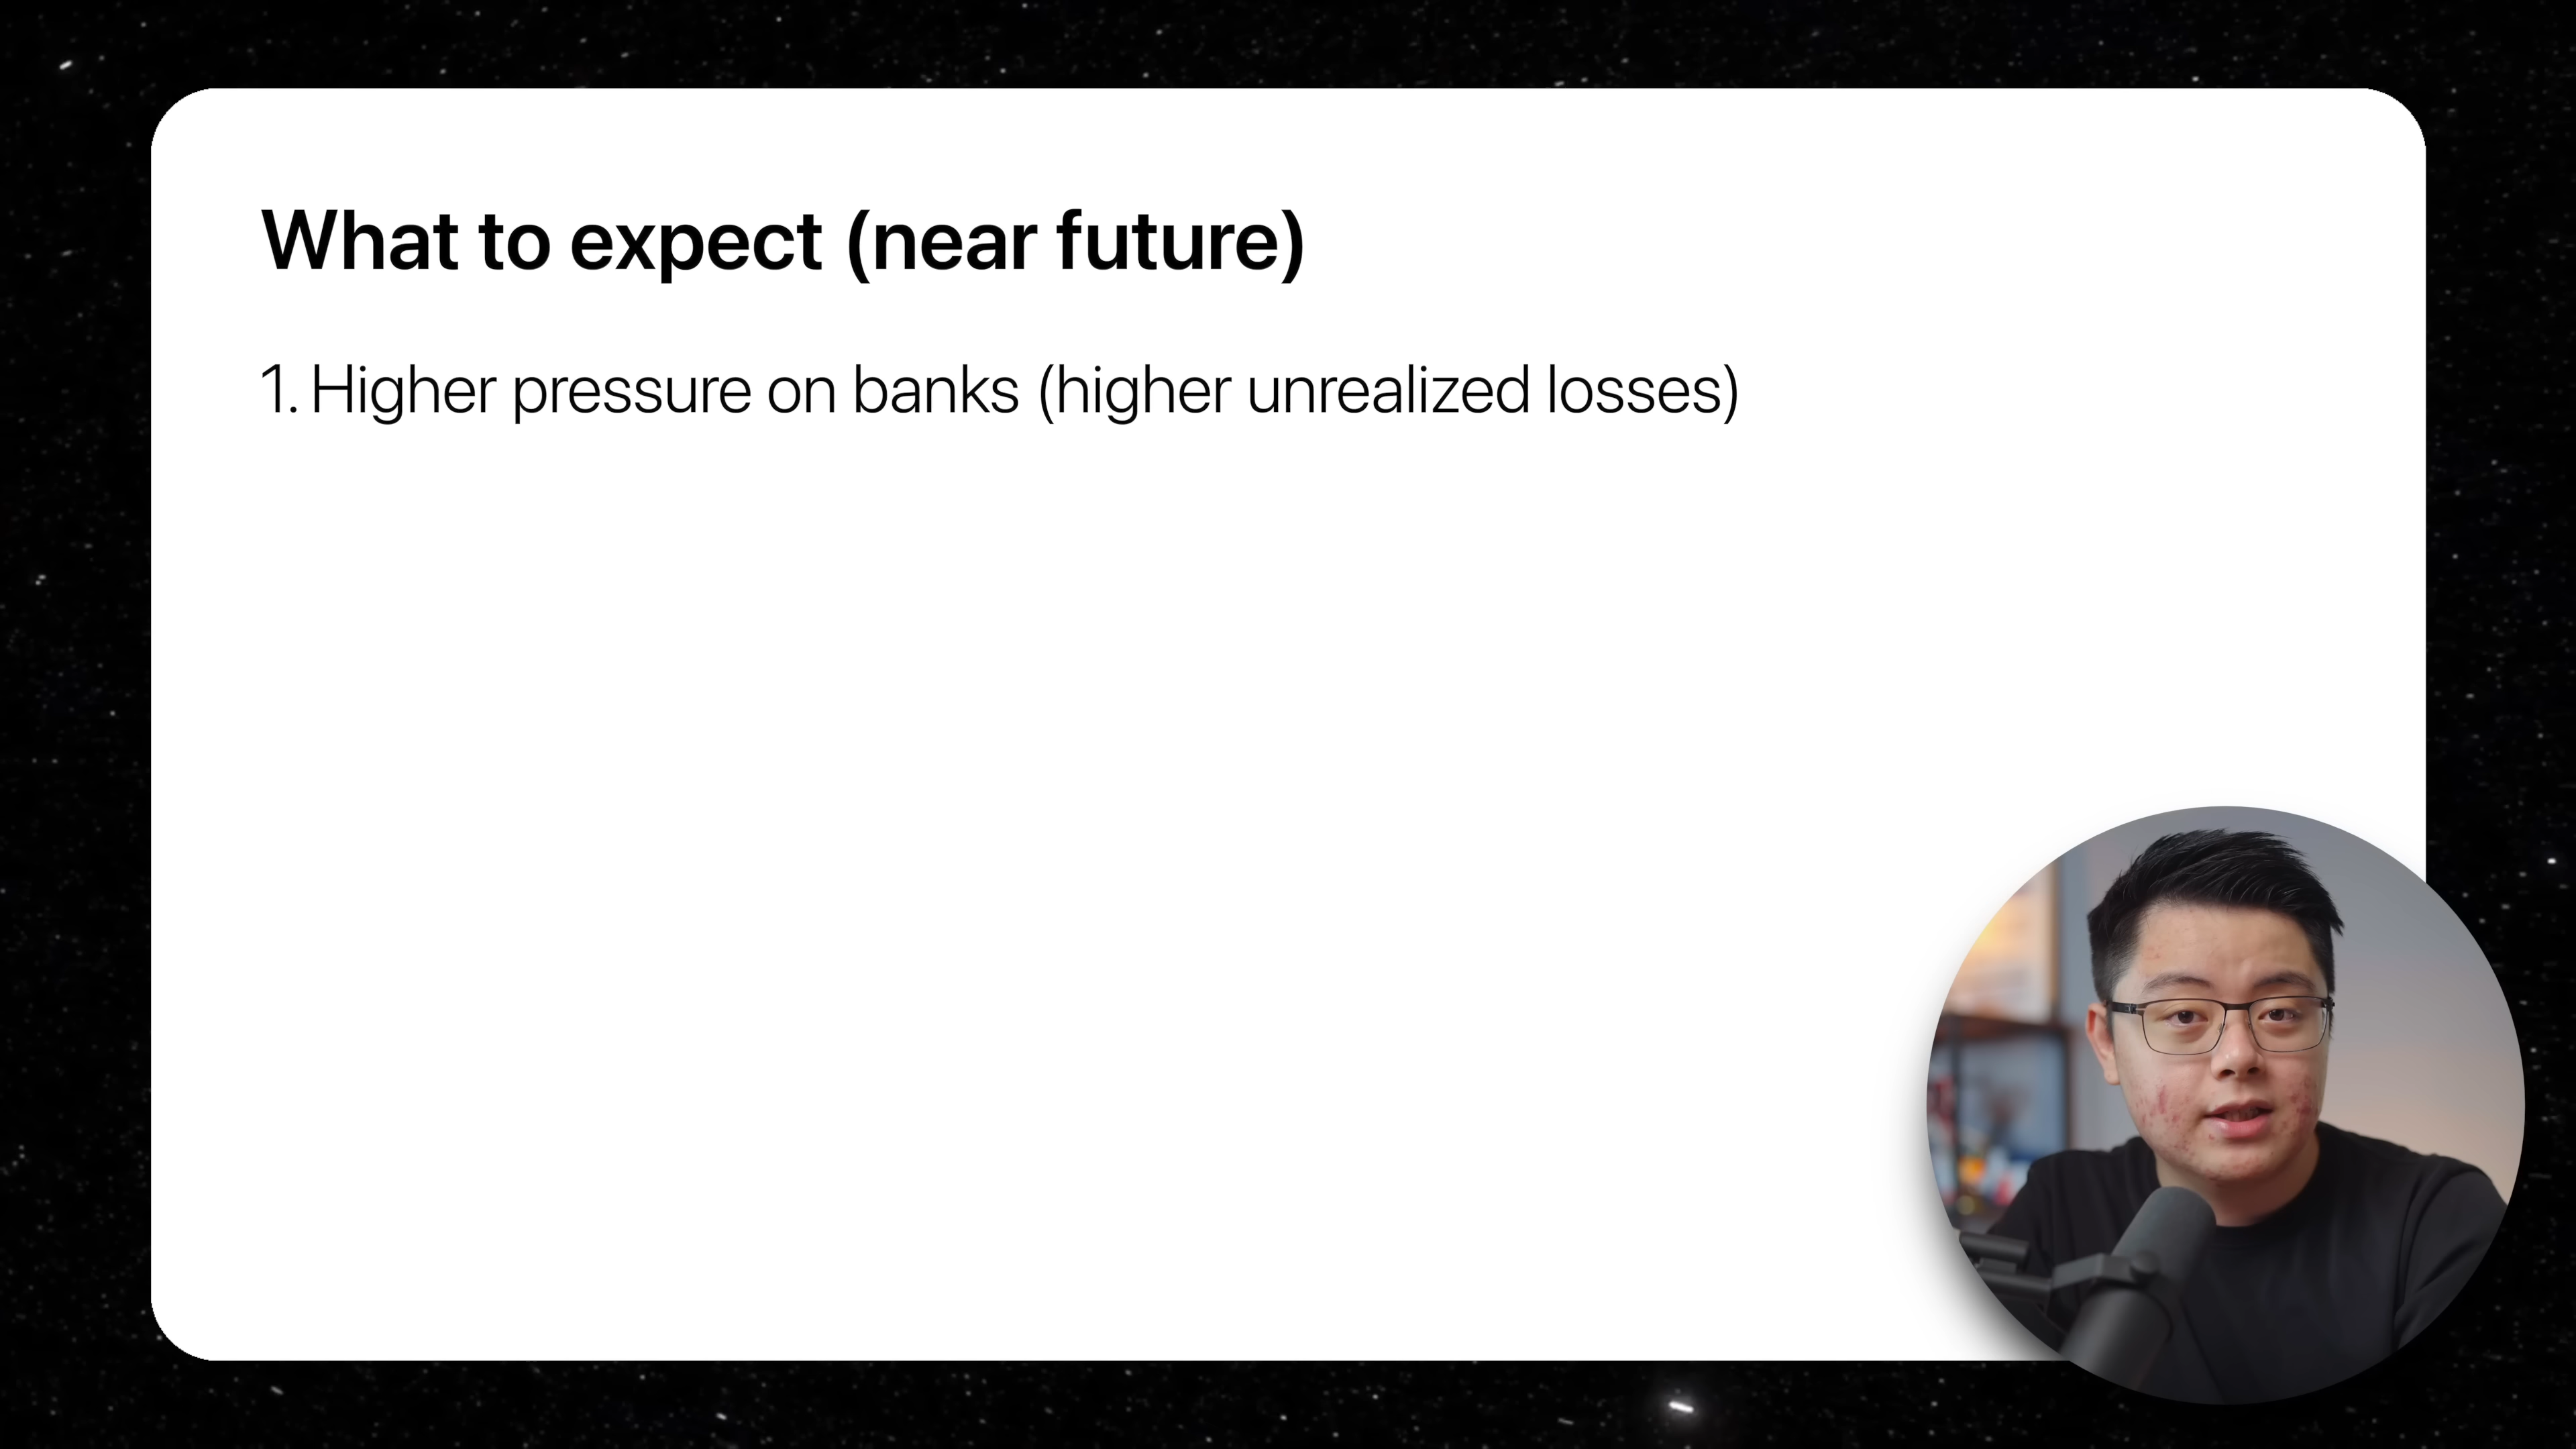 What to expect (near future)
1. Higher pressure on banks (higher unrealized losses)